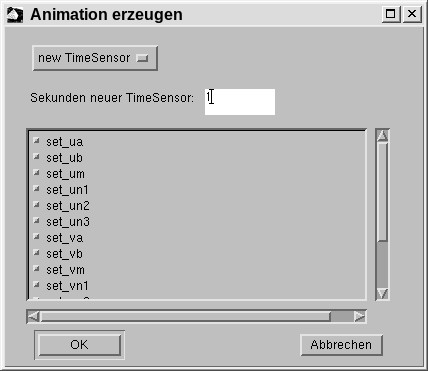 Animation erzeugen
new TimeSensor
Sekunden neuer TimeSensor: 1
set_ua
set_ub
set_um
set_un1
set_un2
set_un3
set_va
set_vb
set_vm
set_vn1
OK Abbrechen